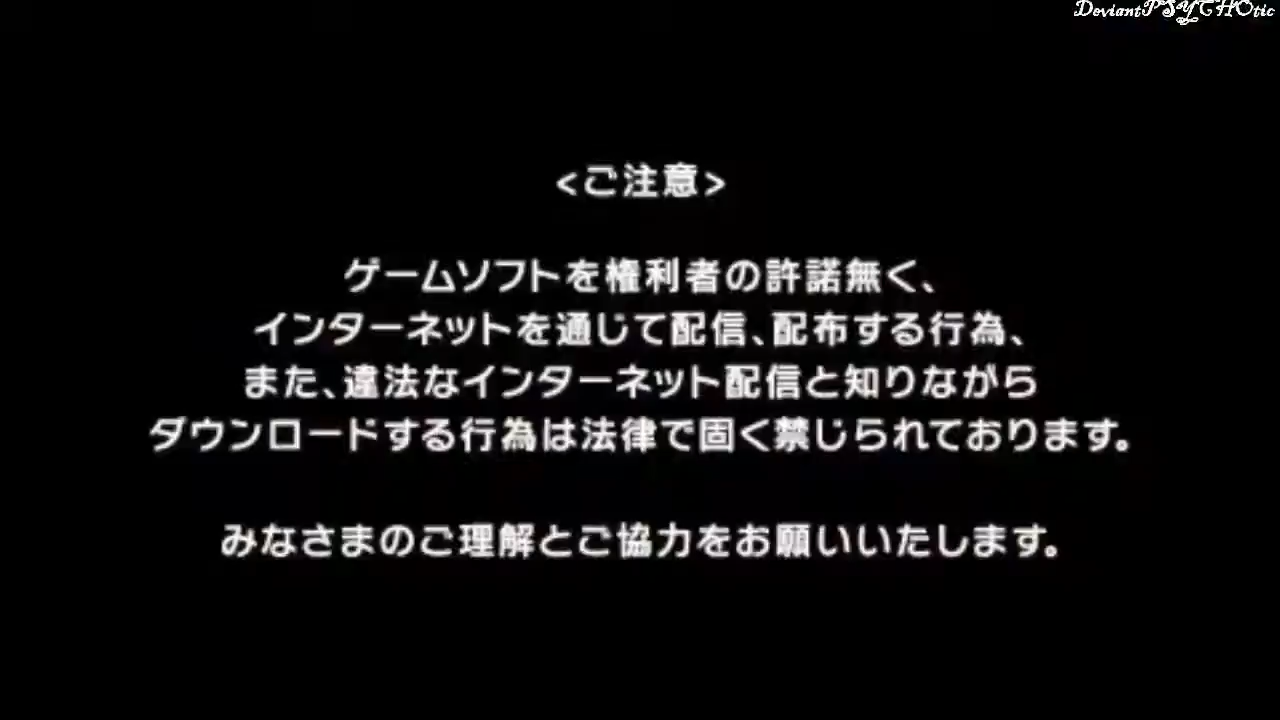 DeviantPSYCHOtic
<ご注意>
ゲームソフトを権利者の許諾無く、
インターネットを通じて配信、配布する行為、
また、違法なインターネット配信と知りながら
ダウンロードする行為は法律で固く禁じられております。
みなさまのご理解とご協力をお願いいたします。